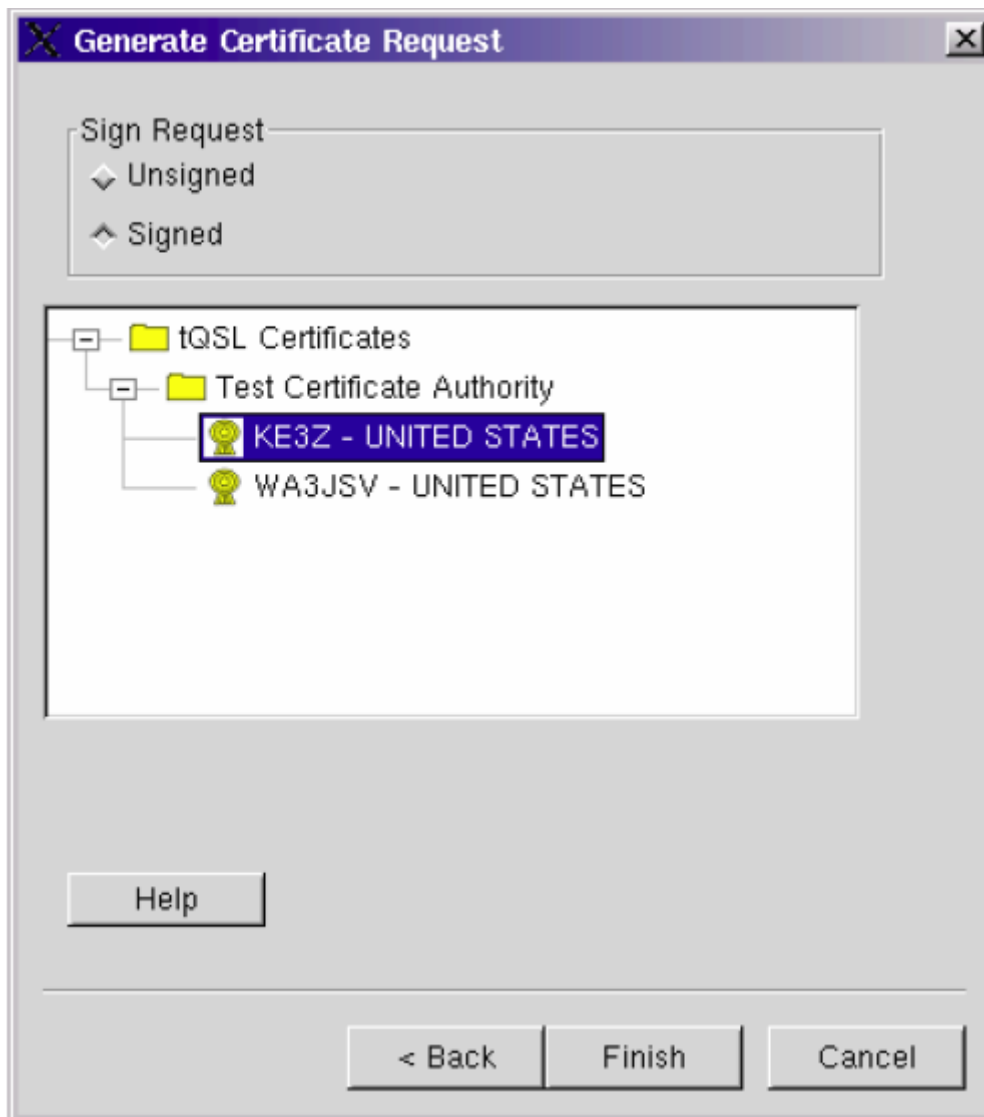 Generate Certificate Request
Sign Request
Unsigned
Signed
tQSL Certificates
Test Certificate Authority
KE3Z - UNITED STATES
WA3JSV - UNITED STATES
Help
< Back
Finish
Cancel